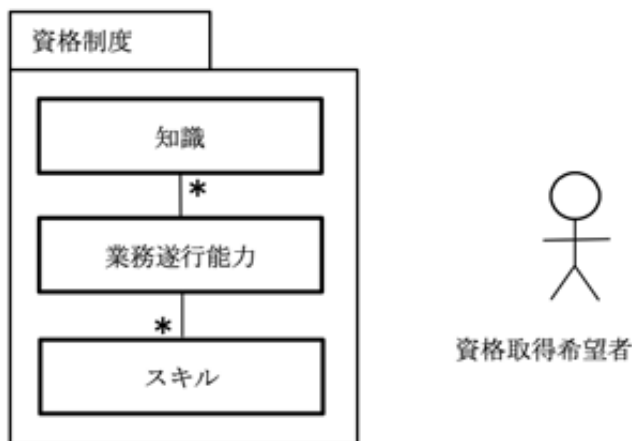 資格制度
知識
*
業務遂行能力
*
スキル
資格取得希望者